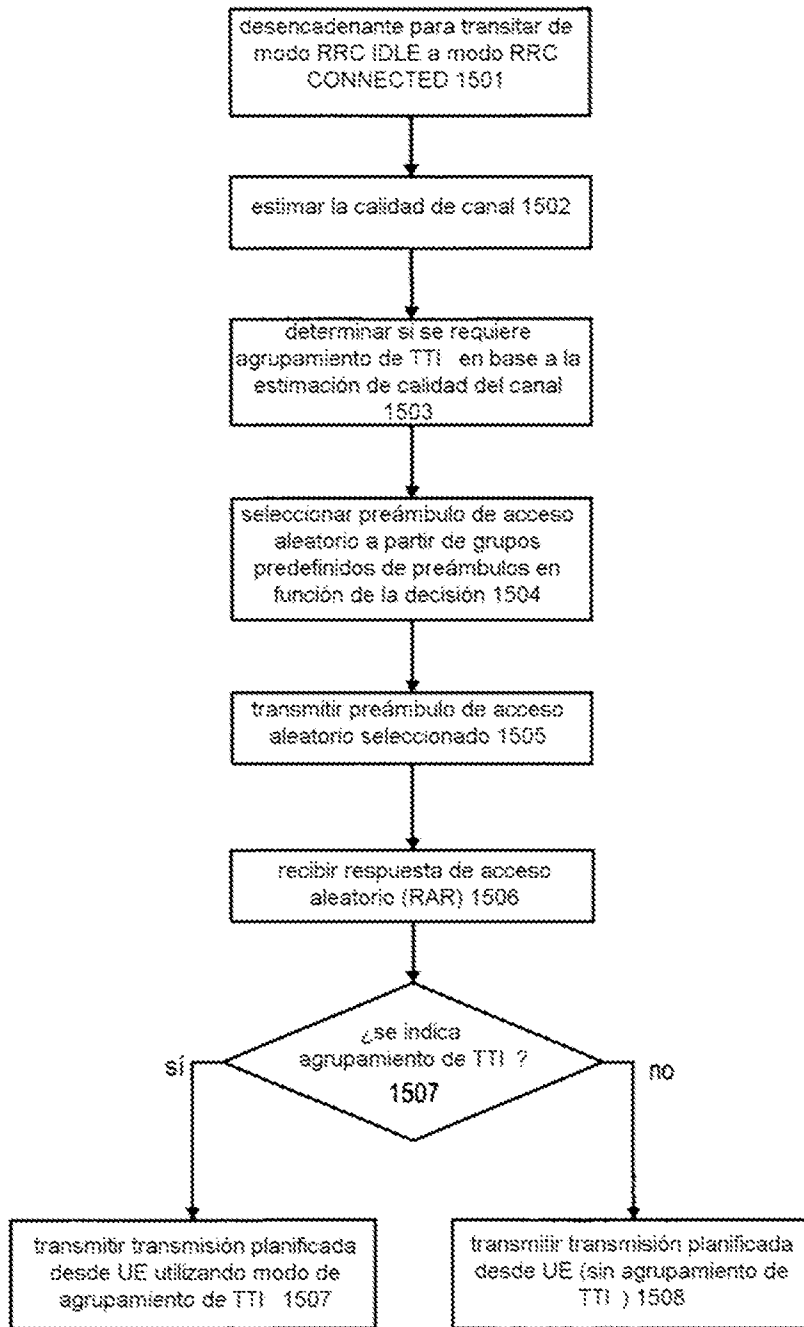 desencadenante para transitar de
modo RRC IDLE a modo RRC
CONNECTED 1501
estimar la calidad de canal 1502
determinar si se requiere
agrupamiento de TTI en base a la
estimación de calidad del canal
1503
seleccionar preámbulo de acceso
aleatorio a partir de grupos
predefinidos de preámbulos en
función de la decisión 1504
transmitir preámbulo de acceso
aleatorio seleccionado 1505
recibir respuesta de acceso
aleatorio (RAR) 1506
¿se indica
agrupamiento de TTI ?
1507
sí
no
transmitir transmisión planificada
desde UE utilizando modo de
agrupamiento de TTI 1507
transmitir transmisión planificada
desde UE (sin agrupamiento de
TTI ) 1508